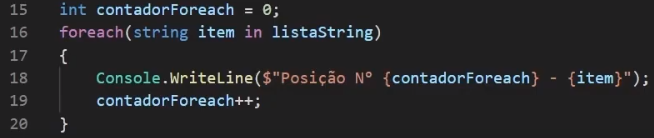 15 int contadorForeach = 0;
16 foreach(string item in listaString)
17 {
18     Console.WriteLine($"Posição Nº {contadorForeach} - {item}");
19     contadorForeach++;
20 }